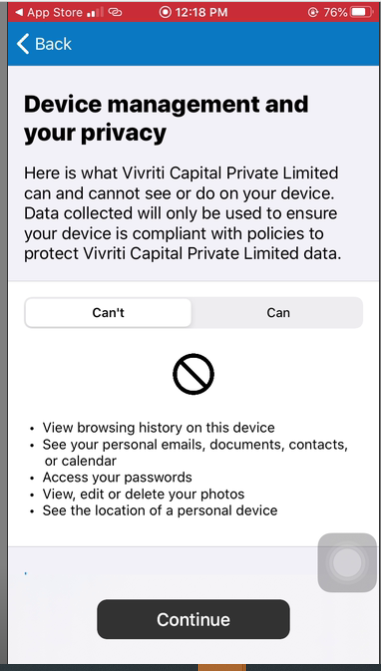 App Store 12:18 PM 76%
Back
Device management and
your privacy
Here is what Vivriti Capital Private Limited
can and cannot see or do on your device.
Data collected will only be used to ensure
your device is compliant with policies to
protect Vivriti Capital Private Limited data.
Can't Can
• View browsing history on this device
• See your personal emails, documents, contacts,
or calendar
• Access your passwords
• View, edit or delete your photos
• See the location of a personal device
Continue